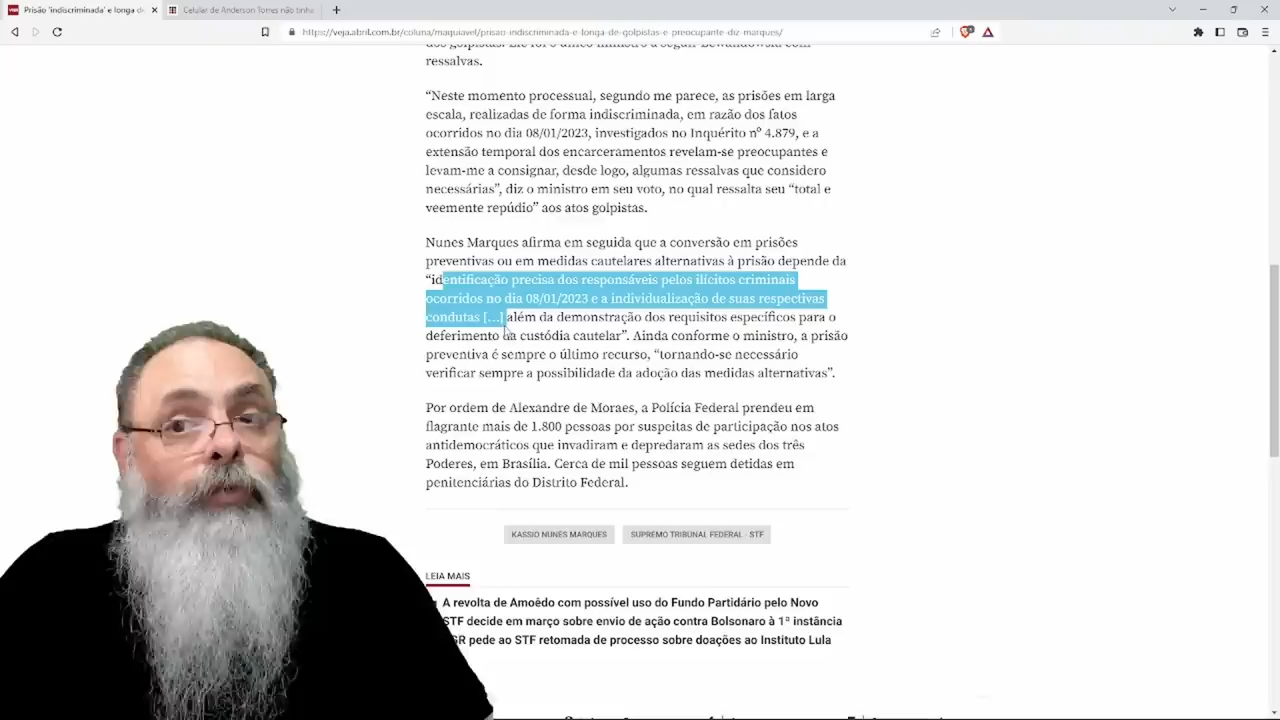 Prisão 'indiscriminada' e longa de
Celular de Anderson Torres não tinha
https://veja.abril.com.br/coluna/maquiavel/prisao-indiscriminada-e-longa-de-golpistas-e-preocupante-diz-marques/
dos golpistas. Ele foi o único ministro a seguir Lewandowski com
ressalvas.
“Neste momento processual, segundo me parece, as prisões em larga
escala, realizadas de forma indiscriminada, em razão dos fatos
ocorridos no dia 08/01/2023, investigados no Inquérito nº 4.879, e a
extensão temporal dos encarceramentos revelam-se preocupantes e
levam-me a consignar, desde logo, algumas ressalvas que considero
necessárias”, diz o ministro em seu voto, no qual ressalta seu “total e
veemente repúdio” aos atos golpistas.
Nunes Marques afirma em seguida que a conversão em prisões
preventivas ou em medidas cautelares alternativas à prisão depende da
“identificação precisa dos responsáveis pelos ilícitos criminais
ocorridos no dia 08/01/2023 e a individualização de suas respectivas
condutas […] além da demonstração dos requisitos específicos para o
deferimento da custódia cautelar”. Ainda conforme o ministro, a prisão
preventiva é sempre o último recurso, “tornando-se necessário
verificar sempre a possibilidade da adoção das medidas alternativas”.
Por ordem de Alexandre de Moraes, a Polícia Federal prendeu em
flagrante mais de 1.800 pessoas por suspeitas de participação nos atos
antidemocráticos que invadiram e depredaram as sedes dos três
Poderes, em Brasília. Cerca de mil pessoas seguem detidas em
penitenciárias do Distrito Federal.
KASSIO NUNES MARQUES
SUPREMO TRIBUNAL FEDERAL - STF
LEIA MAIS
A revolta de Amoêdo com possível uso do Fundo Partidário pelo Novo
STF decide em março sobre envio de ação contra Bolsonaro à 1ª instância
GR pede ao STF retomada de processo sobre doações ao Instituto Lula